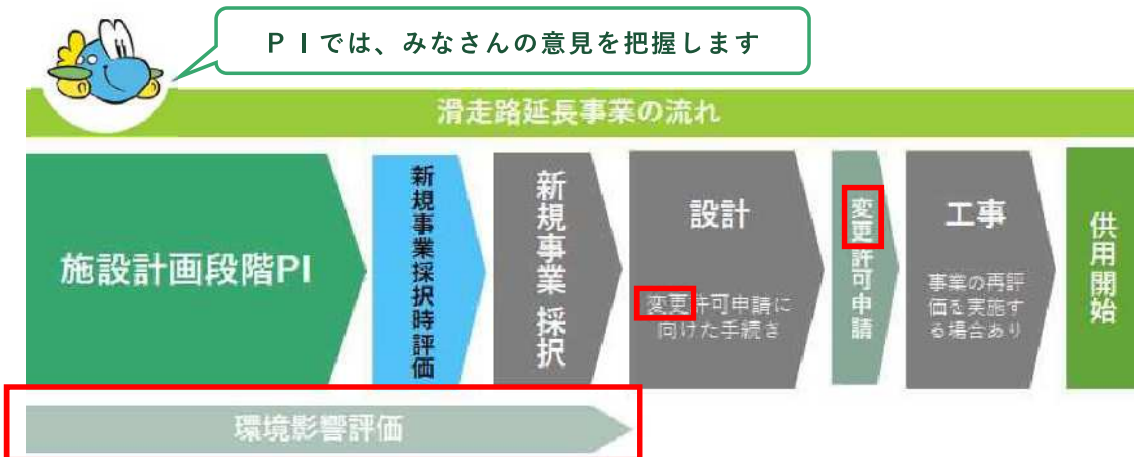 ＰＩでは、みなさんの意見を把握します
滑走路延長事業の流れ
施設計画段階PI
新規事業採択時評価
新規事業 採択
設計
変更許可申請に
向けた手続き
変更許可申請
工事
事業の再評
価を実施す
る場合あり
供用開始
環境影響評価